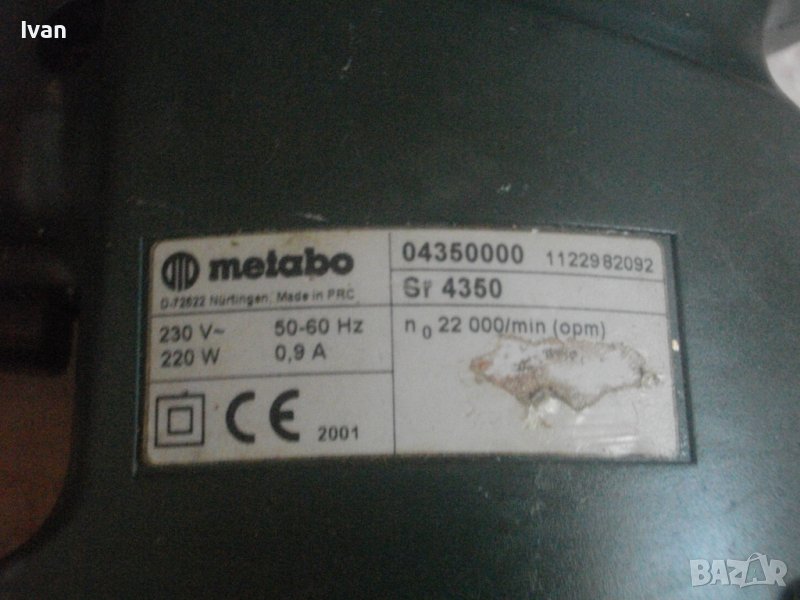 Ivan
metabo
D-72622 Nürtingen, Made in PRC
230 V~ 50-60 Hz
220 W 0,9 A
CE 2001
04350000 1122982092
Sr 4350
n0 22 000/min (opm)
BAZAR